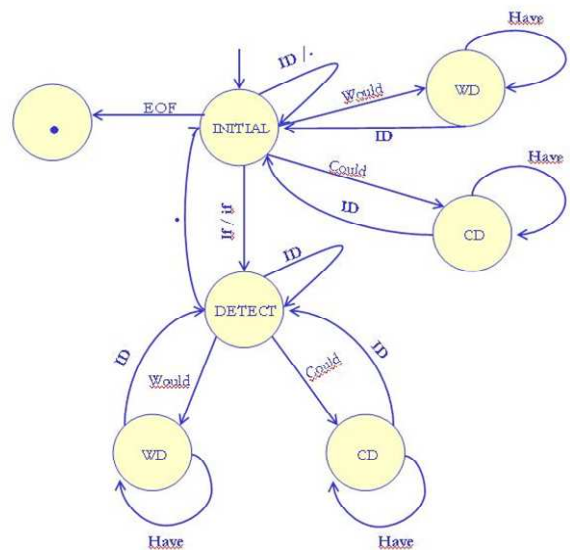 Have
ID / .
Would
WD
EOF
INITIAL
ID
Could
Have
ID
CD
.
If / if
ID
DETECT
ID
Would
Could
ID
WD
CD
Have
Have